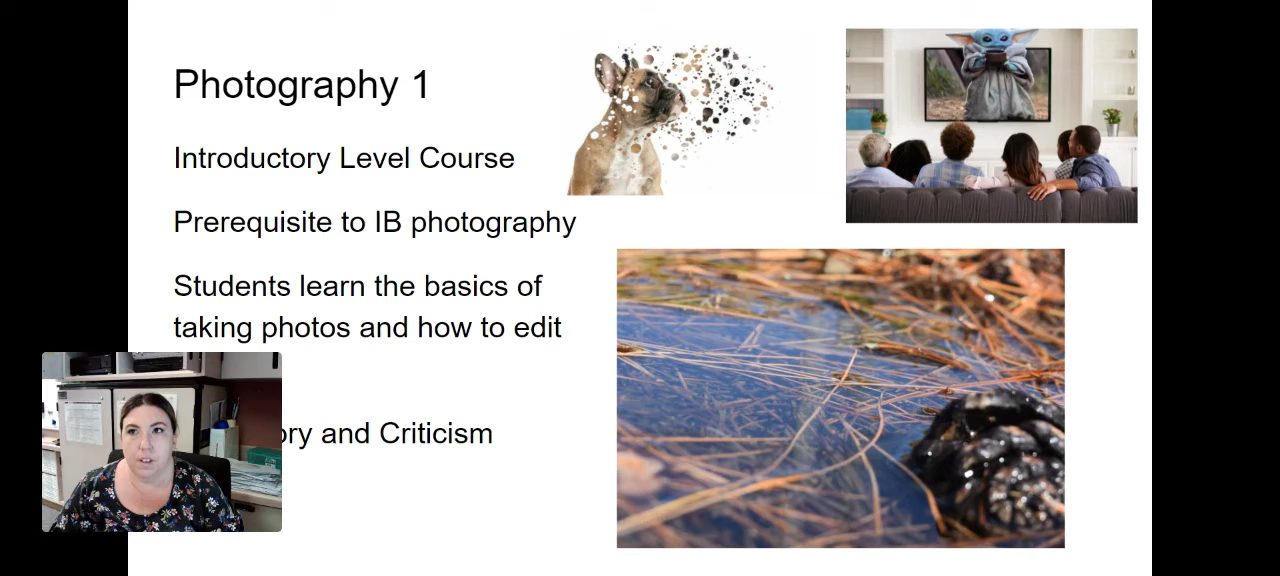 Photography 1
Introductory Level Course
Prerequisite to IB photography
Students learn the basics of
taking photos and how to edit
and Criticism